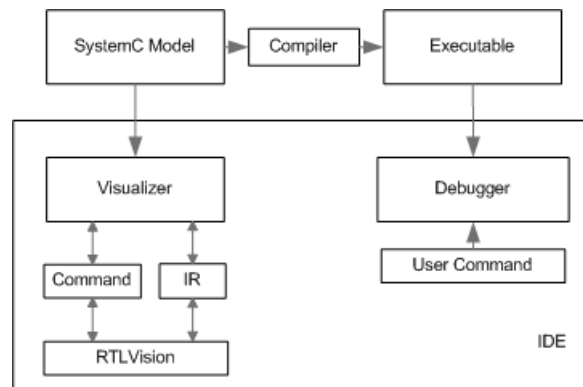 SystemC Model
Compiler
Executable
Visualizer
Debugger
Command
IR
User Command
RTLVision
IDE